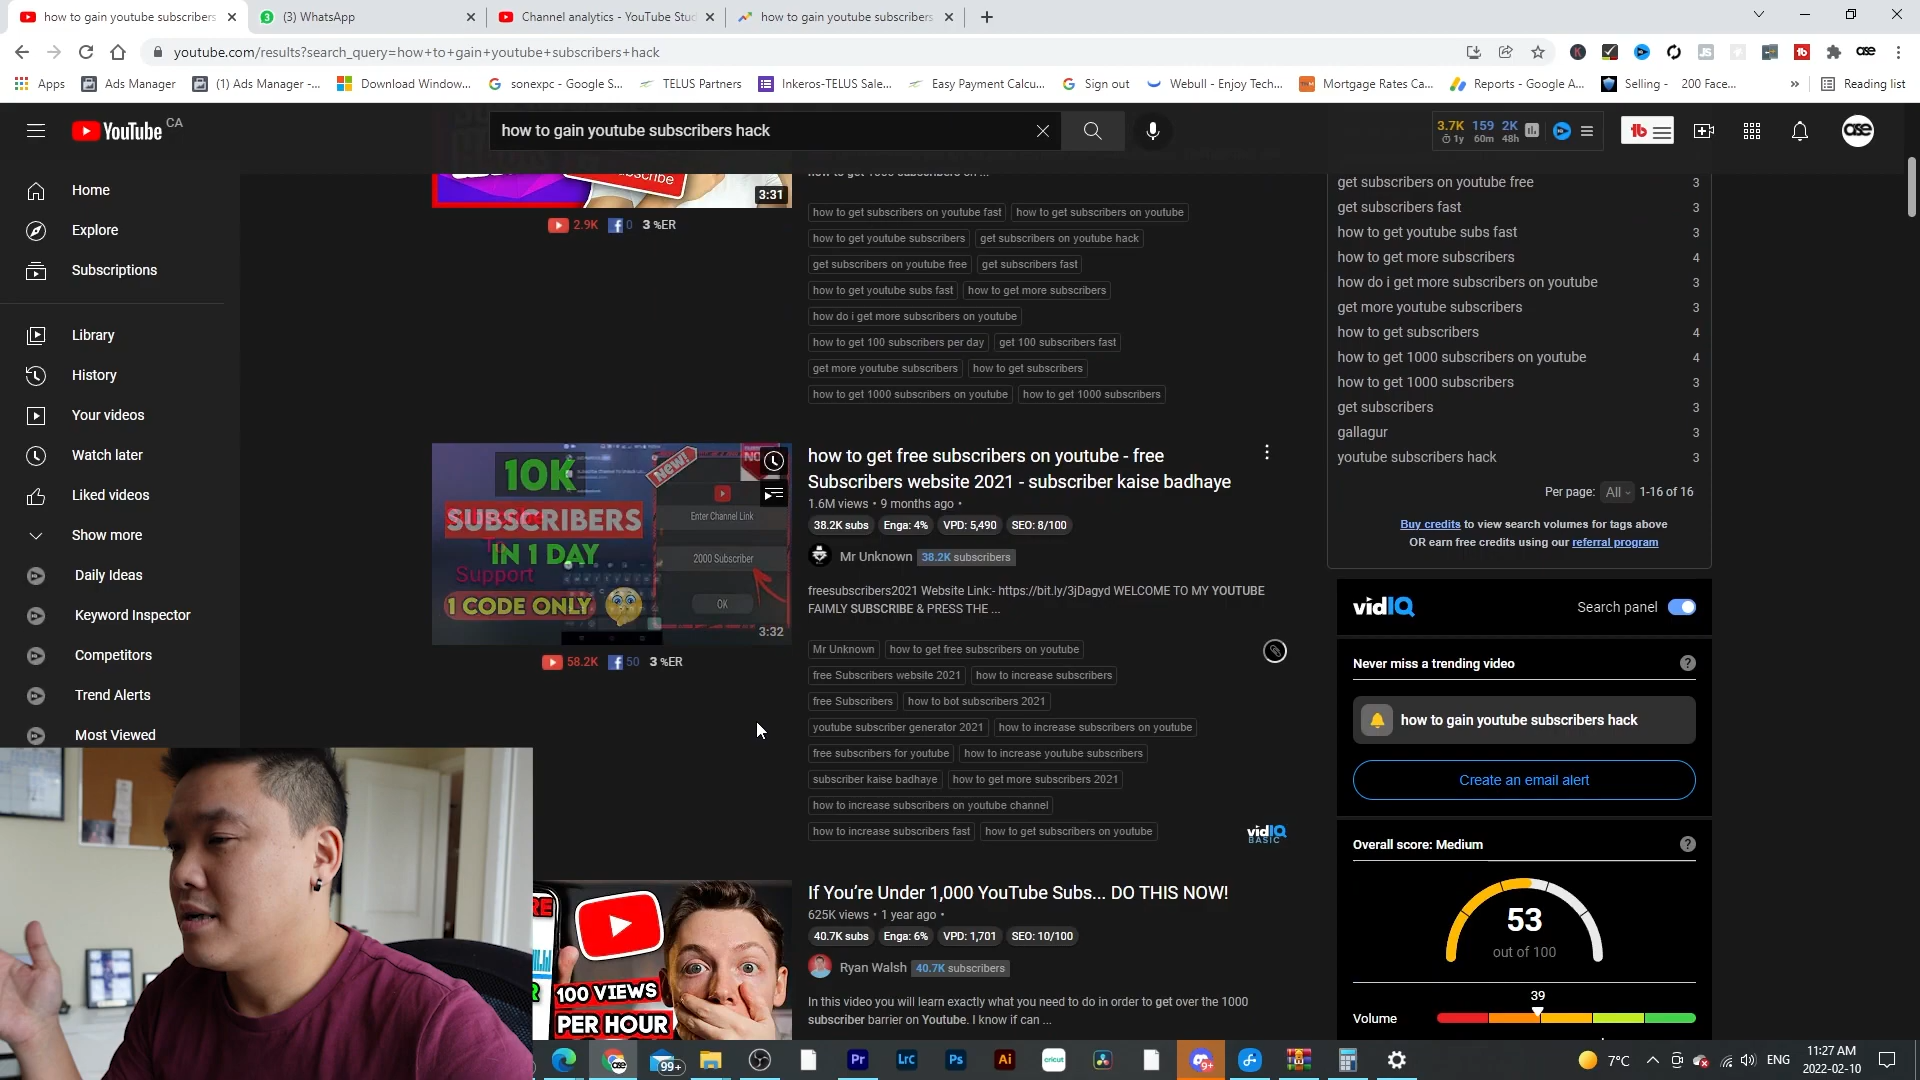 how to gain youtube subscribers
(3) WhatsApp
Channel analytics - YouTube Stud
how to gain youtube subscribers
youtube.com/results?search_query=how+to+gain+youtube+subscribers+hack
Apps
Ads Manager
(1) Ads Manager -...
Download Window...
sonexpc - Google S...
TELUS Partners
Inkeros-TELUS Sale...
Easy Payment Calcu...
Sign out
Webull - Enjoy Tech...
Mortgage Rates Ca...
Reports - Google A...
Selling -
200 Face...
Reading list
YouTube CA
how to gain youtube subscribers hack
3.7K 159 2K
1y 60m 48h
Home
Explore
Subscriptions
Library
History
Your videos
Watch later
Liked videos
Show more
Daily Ideas
Keyword Inspector
Competitors
Trend Alerts
Most Viewed
3:31
2.9K 0 3 %ER
how to get subscribers on youtube fast
how to get subscribers on youtube
how to get youtube subscribers
get subscribers on youtube hack
get subscribers on youtube free
get subscribers fast
how to get youtube subs fast
how to get more subscribers
how do i get more subscribers on youtube
how to get 100 subscribers per day
get 100 subscribers fast
get more youtube subscribers
how to get subscribers
how to get 1000 subscribers on youtube
how to get 1000 subscribers
10K
SUBSCRIBERS
IN 1 DAY
Support
1 CODE ONLY
New!
Enter Channel Link
2000 Subscriber
OK
3:32
58.2K 50 3 %ER
how to get free subscribers on youtube - free
Subscribers website 2021 - subscriber kaise badhaye
1.6M views • 9 months ago •
38.2K subs Enga: 4% VPD: 5,490 SEO: 8/100
Mr Unknown 38.2K subscribers
freesubscribers2021 Website Link:- https://bit.ly/3jDagyd WELCOME TO MY YOUTUBE
FAIMLY SUBSCRIBE & PRESS THE ...
Mr Unknown
how to get free subscribers on youtube
free Subscribers website 2021
how to increase subscribers
free Subscribers
how to bot subscribers 2021
youtube subscriber generator 2021
how to increase subscribers on youtube
free subscribers for youtube
how to increase youtube subscribers
subscriber kaise badhaye
how to get more subscribers 2021
how to increase subscribers on youtube channel
how to increase subscribers fast
how to get subscribers on youtube
vidIQ
BASIC
100 VIEWS
PER HOUR
If You're Under 1,000 YouTube Subs... DO THIS NOW!
625K views • 1 year ago •
40.7K subs Enga: 6% VPD: 1,701 SEO: 10/100
Ryan Walsh 40.7K subscribers
In this video you will learn exactly what you need to do in order to get over the 1000
subscriber barrier on Youtube. I know if can ...
get subscribers on youtube free 3
get subscribers fast 3
how to get youtube subs fast 3
how to get more subscribers 4
how do i get more subscribers on youtube 3
get more youtube subscribers 3
how to get subscribers 4
how to get 1000 subscribers on youtube 4
how to get 1000 subscribers 3
get subscribers 3
gallagur 3
youtube subscribers hack 3
Per page: All 1-16 of 16
Buy credits to view search volumes for tags above
OR earn free credits using our referral program
vidIQ
Search panel
Never miss a trending video
how to gain youtube subscribers hack
Create an email alert
Overall score: Medium
53
out of 100
39
Volume
99+
Pr
Lrc
Ps
Ai
cricut
9+
7°C
ENG
11:27 AM
2022-02-10